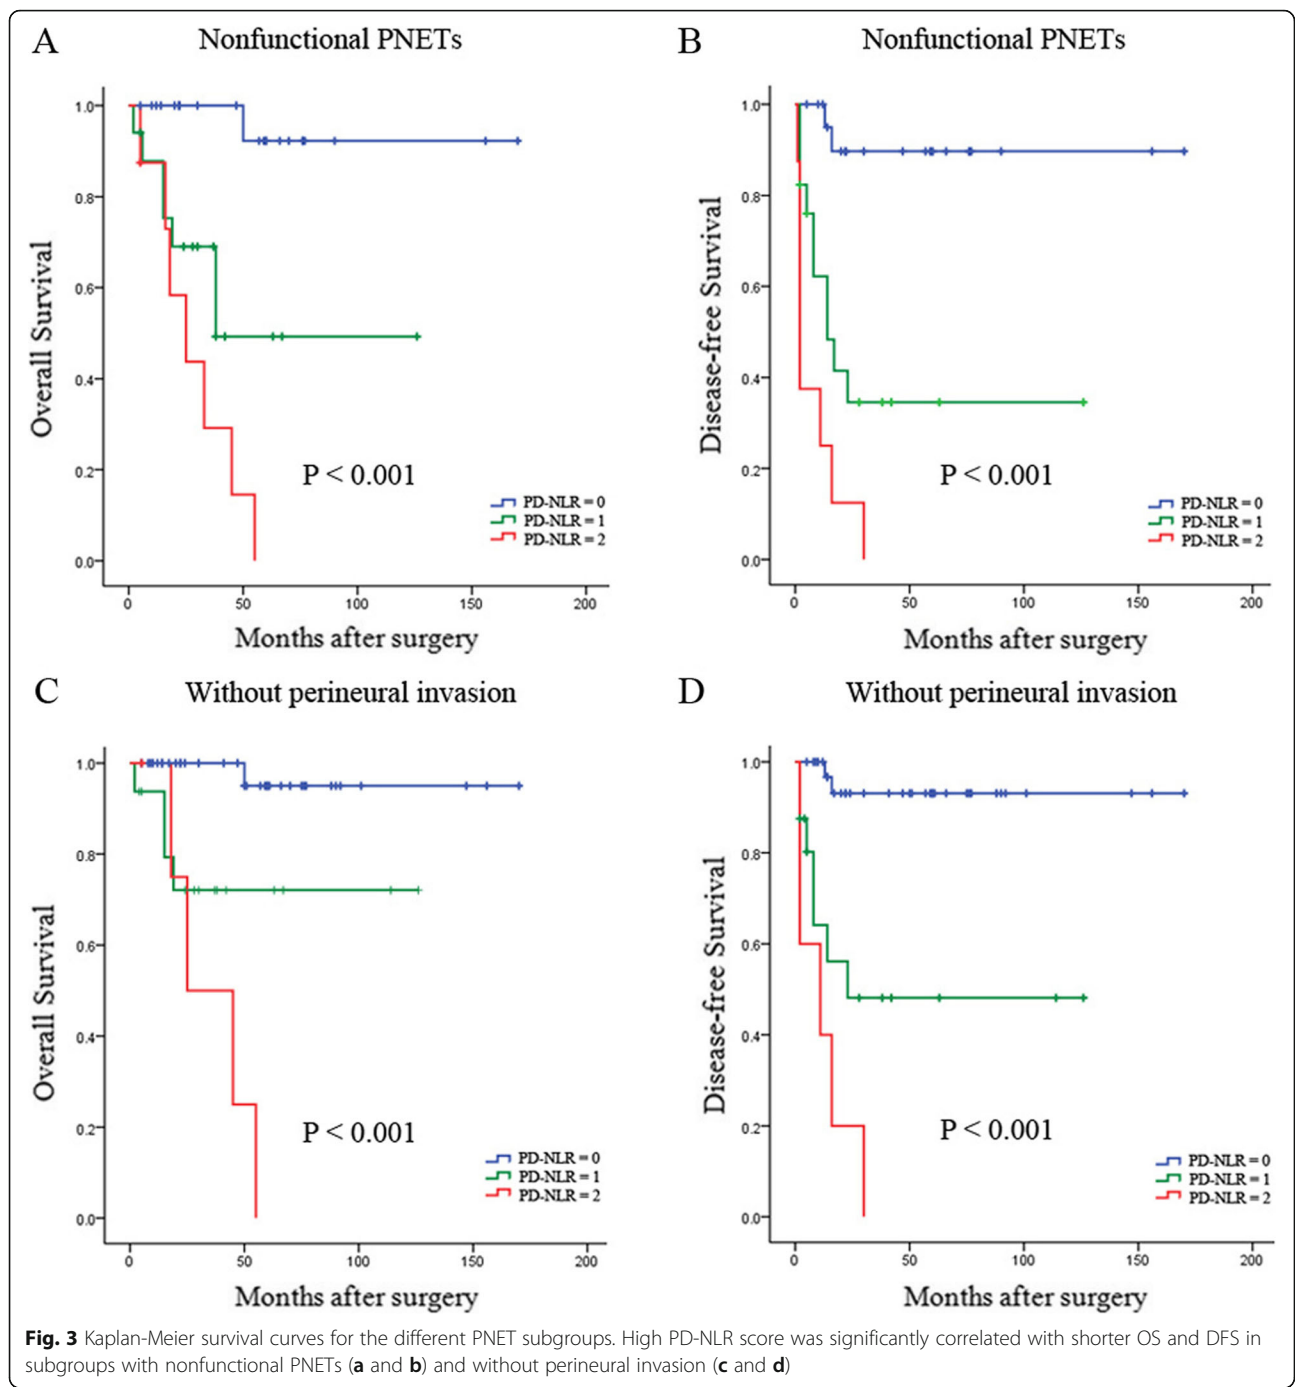 A Nonfunctional PNETs
Overall Survival
1.0
0.8
0.6
0.4
0.2
0.0
P < 0.001
PD-NLR = 0
PD-NLR = 1
PD-NLR = 2
0 50 100 150 200
Months after surgery
B Nonfunctional PNETs
Disease-free Survival
1.0
0.8
0.6
0.4
0.2
0.0
P < 0.001
PD-NLR = 0
PD-NLR = 1
PD-NLR = 2
0 50 100 150 200
Months after surgery
C Without perineural invasion
Overall Survival
1.0
0.8
0.6
0.4
0.2
0.0
P < 0.001
PD-NLR = 0
PD-NLR = 1
PD-NLR = 2
0 50 100 150 200
Months after surgery
D Without perineural invasion
Disease-free Survival
1.0
0.8
0.6
0.4
0.2
0.0
P < 0.001
PD-NLR = 0
PD-NLR = 1
PD-NLR = 2
0 50 100 150 200
Months after surgery
Fig. 3 Kaplan-Meier survival curves for the different PNET subgroups. High PD-NLR score was significantly correlated with shorter OS and DFS in
subgroups with nonfunctional PNETs (a and b) and without perineural invasion (c and d)